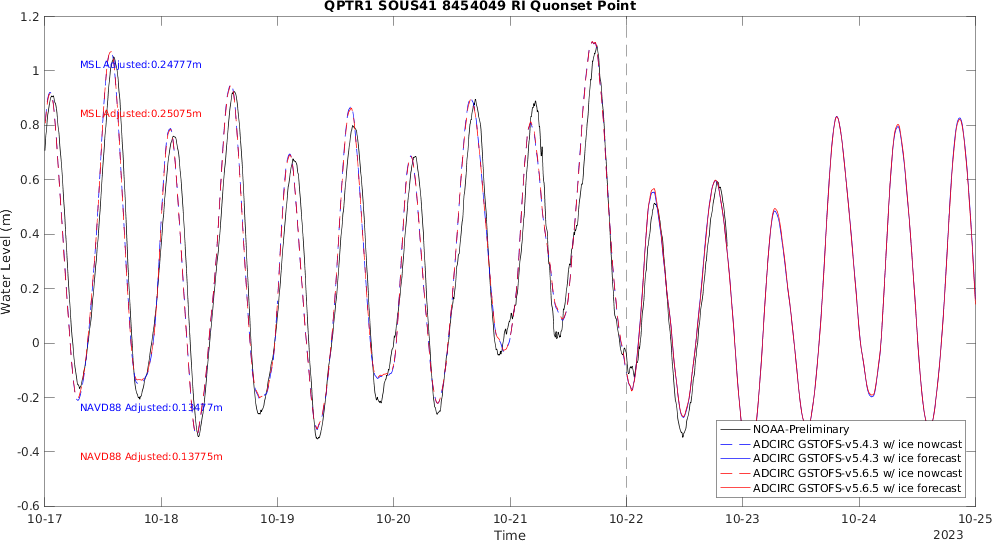 QPTR1 SOUS41 8454049 RI Quonset Point
1.2
1
0.8
0.6
0.4
0.2
0
-0.2
-0.4
-0.6
Water Level (m)
MSL Adjusted:0.24777m
MSL Adjusted:0.25075m
NAVD88 Adjusted:0.13477m
NAVD88 Adjusted:0.13775m
NOAA-Preliminary
ADCIRC GSTOFS-v5.4.3 w/ ice nowcast
ADCIRC GSTOFS-v5.4.3 w/ ice forecast
ADCIRC GSTOFS-v5.6.5 w/ ice nowcast
ADCIRC GSTOFS-v5.6.5 w/ ice forecast
10-17 10-18 10-19 10-20 10-21 10-22 10-23 10-24 10-25
Time
2023